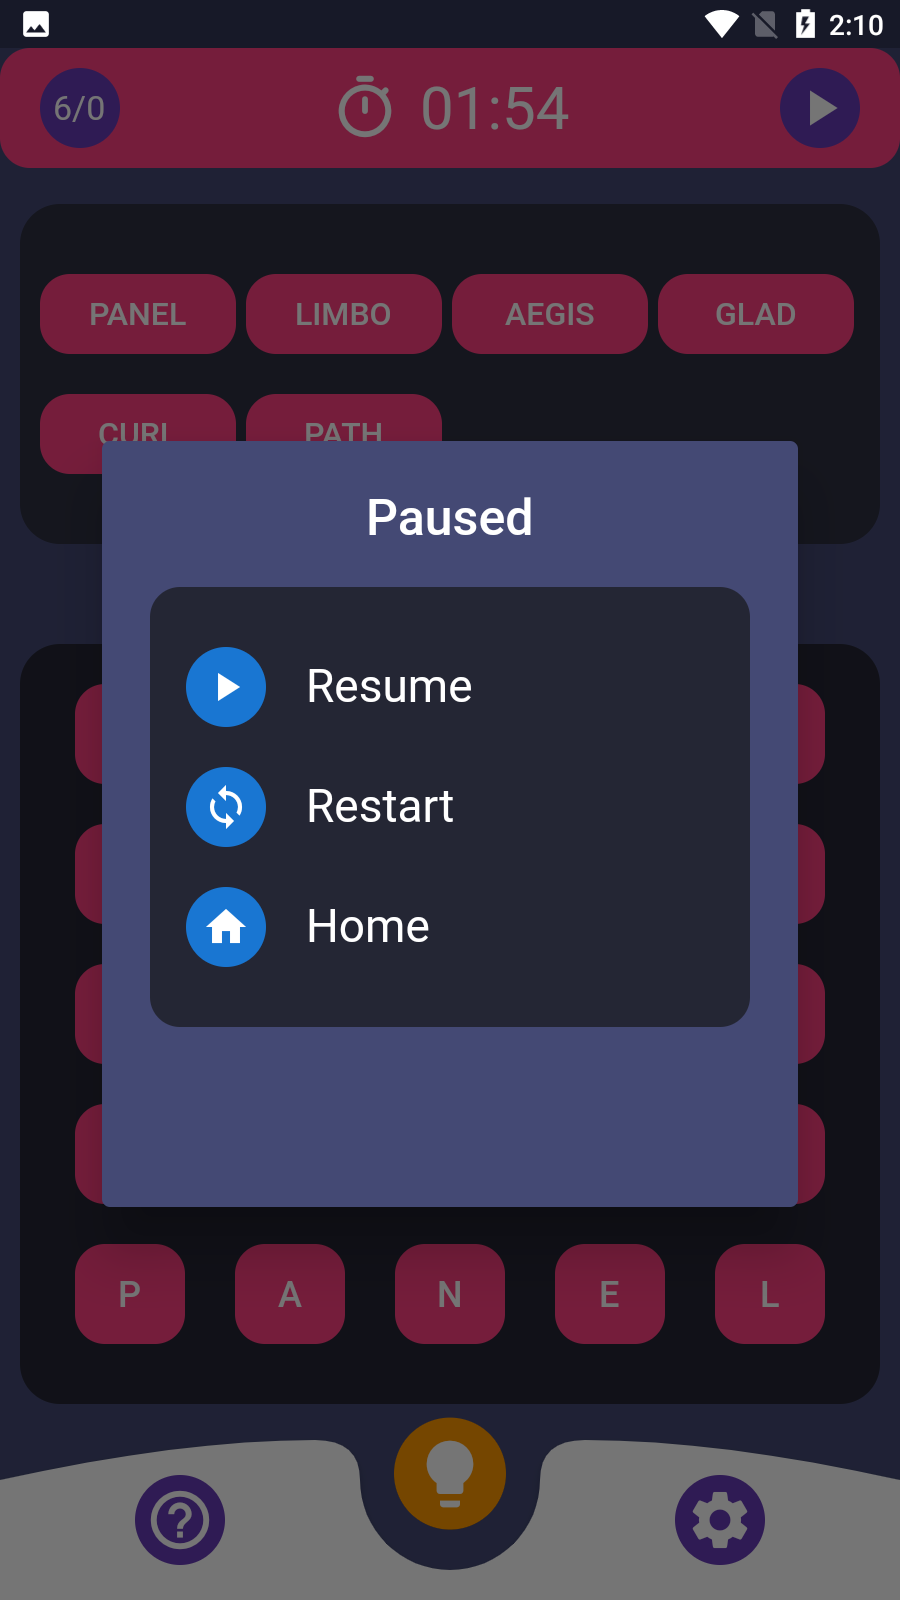 2:10
6/0 01:54
PANEL LIMBO AEGIS GLAD
CURL PATH
Paused
Resume
Restart
Home
P A N E L